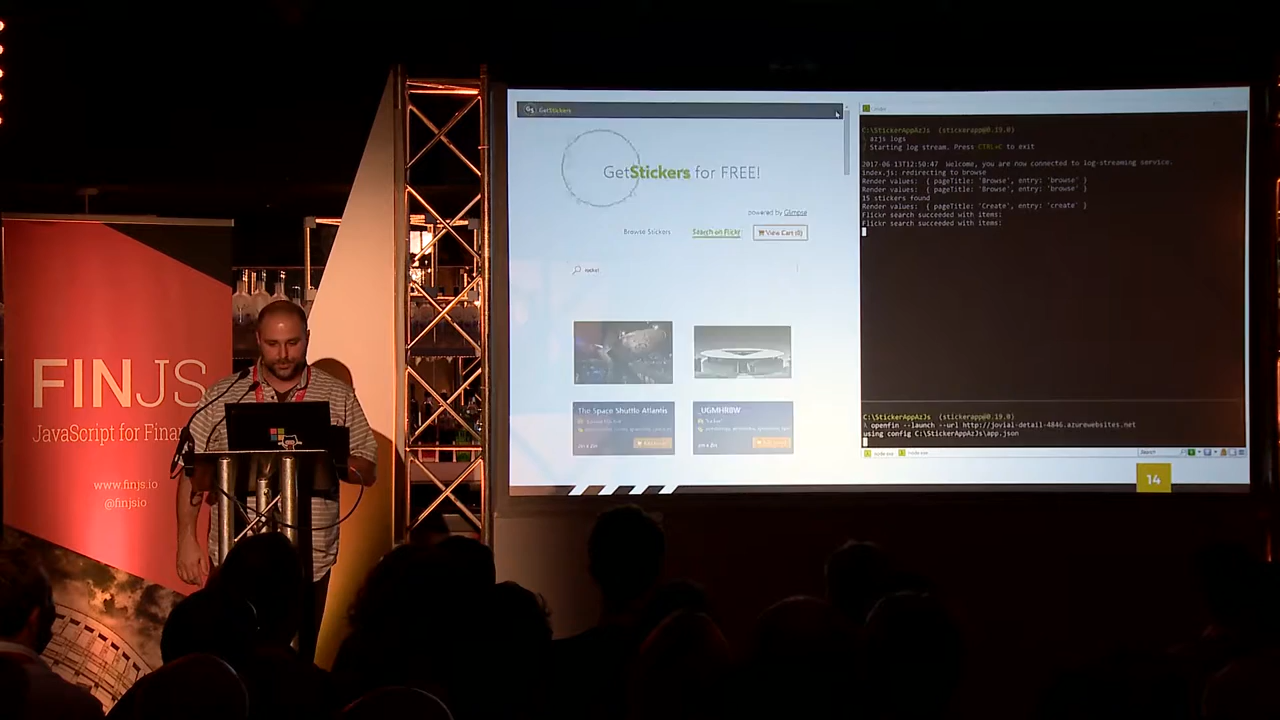 FINJS
JavaScript for Finan
www.finjs.io
@finjsio
GetStickers
GetStickers for FREE!
powered by Glimpse
Browse Stickers
Search on Flickr
View Cart (0)
The Space Shuttle Atlantis
_UGMHRBW
C:\StickerAppAzJs (stickerapp@0.19.0)
azjs logs
Starting log stream. Press CTRL+C to exit
2017-06-13T12:50:47 Welcome, you are now connected to log-streaming service.
index.js: redirecting to browse
Render values: { pageTitle: 'Browse', entry: 'browse' }
Render values: { pageTitle: 'Browse', entry: 'browse' }
15 stickers found
Render values: { pageTitle: 'Create', entry: 'create' }
Flickr search succeeded with items:
Flickr search succeeded with items:
C:\StickerAppAzJs (stickerapp@0.19.0)
\ openfin --launch --url http://jovial-detail-4846.azurewebsites.net
using config C:\StickerAppAzJs\app.json
Search
14